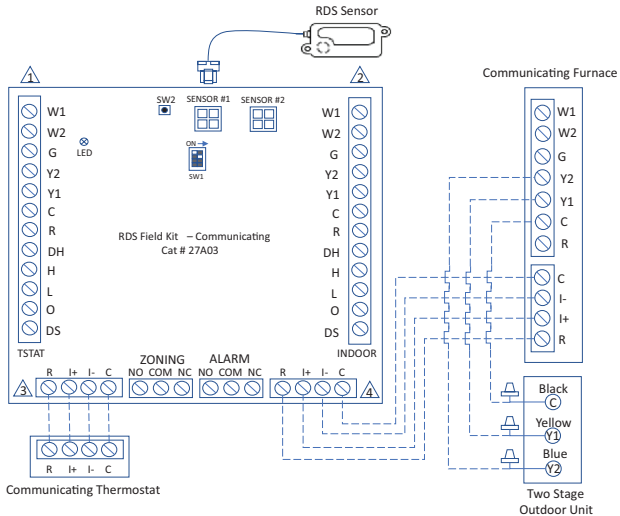 RDS Sensor
1
2
Communicating Furnace
SW2
SENSOR #1
SENSOR #2
ON
SW1
LED
W1
W2
G
Y2
Y1
C
R
DH
H
L
O
DS
TSTAT
RDS Field Kit – Communicating
Cat # 27A03
W1
W2
G
Y2
Y1
C
R
DH
H
L
O
DS
INDOOR
W1
W2
G
Y2
Y1
C
R
C
I-
I+
R
ZONING
ALARM
3
R I+ I- C
NO COM NC
NO COM NC
R I+ I- C
4
R I+ I- C
Communicating Thermostat
Black
C
Yellow
Y1
Blue
Y2
Two Stage
Outdoor Unit